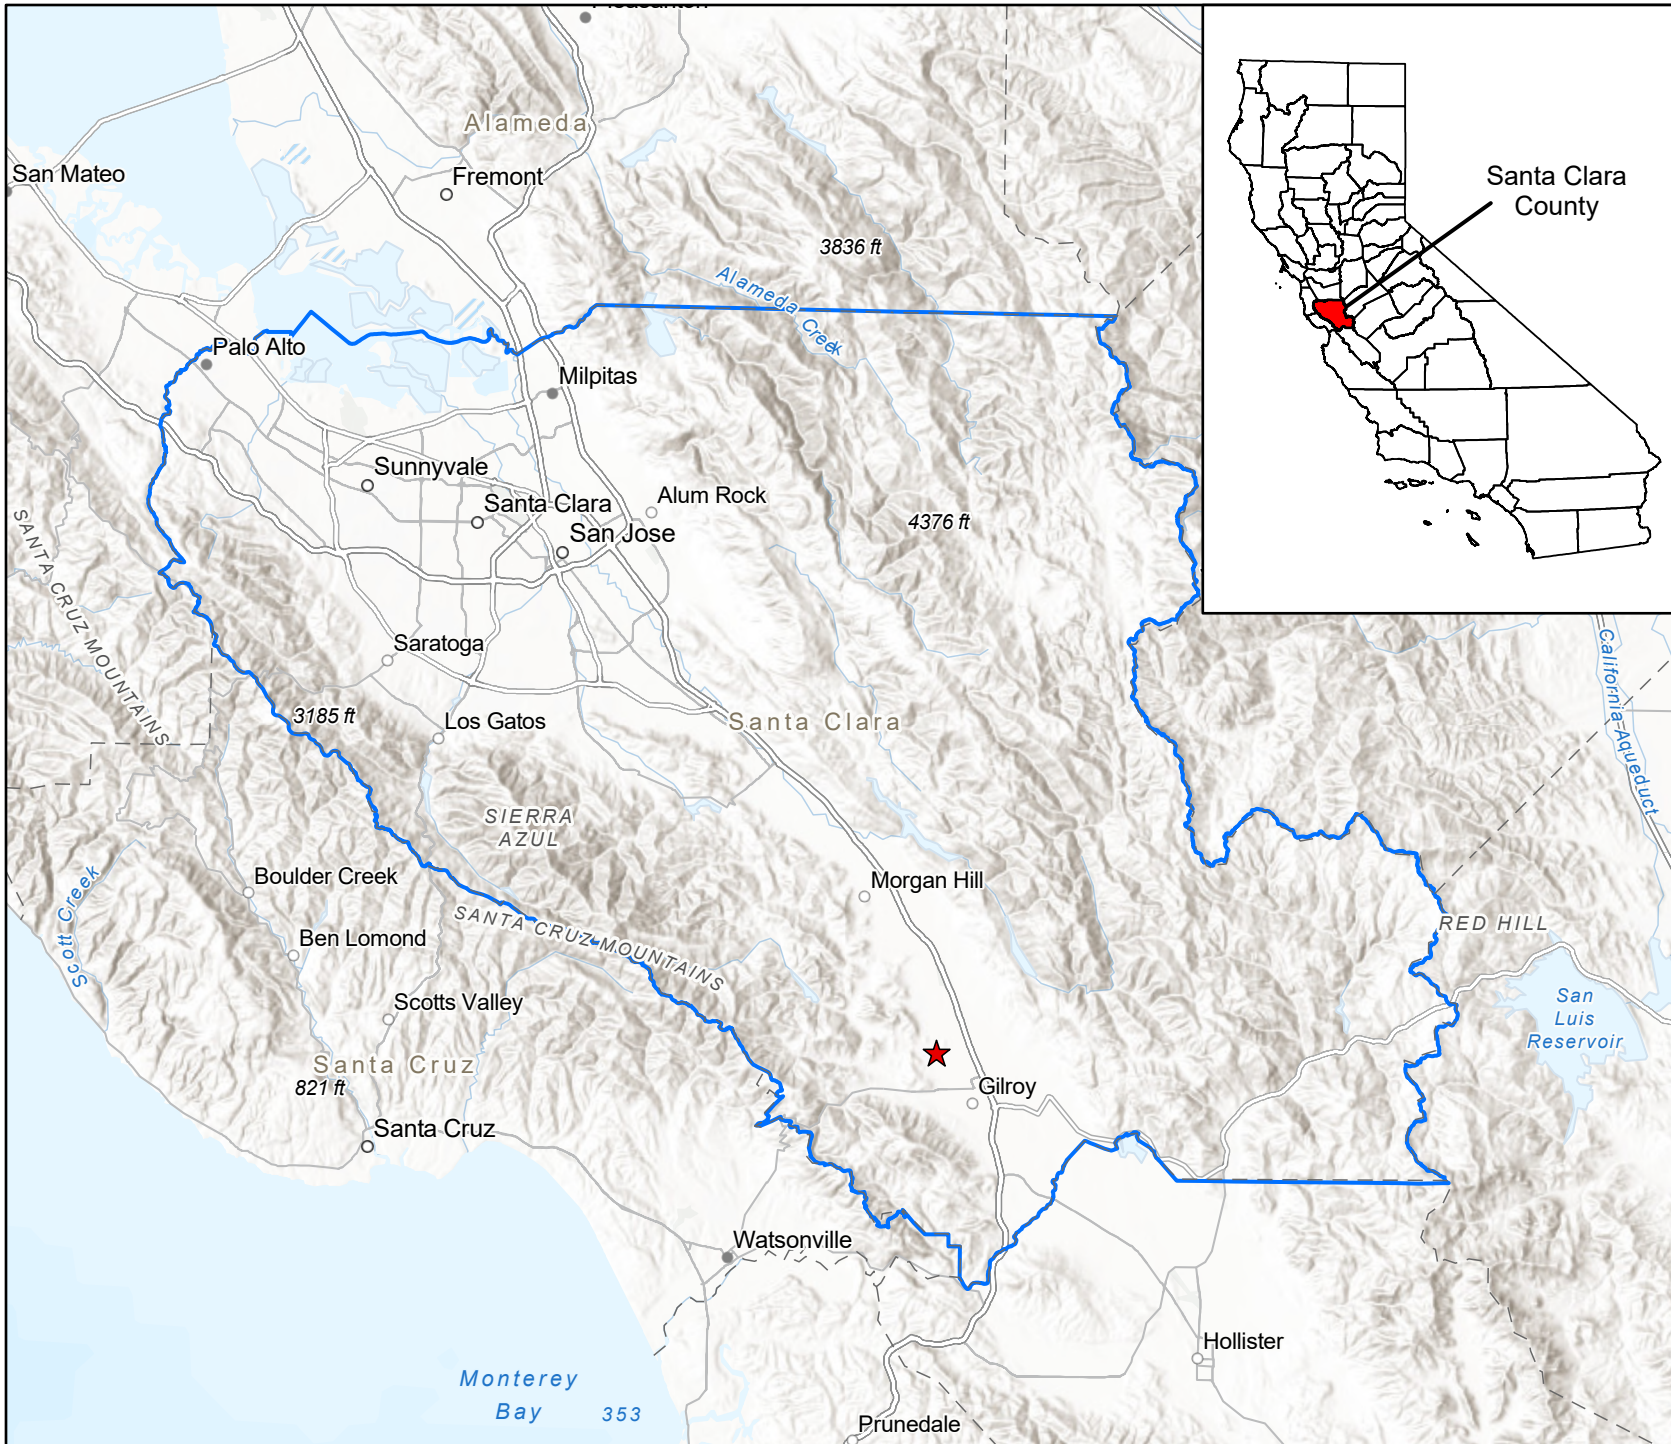 Pleasanton
Alameda
San Mateo
Fremont
Santa Clara
County
3836 ft
Alameda Creek
Palo Alto
Milpitas
Sunnyvale
Santa Clara
Alum Rock
San Jose
4376 ft
SANTA CRUZ MOUNTAINS
Saratoga
California Aqueduct
3185 ft
Los Gatos
Santa Clara
SIERRA
AZUL
Boulder Creek
Morgan Hill
Scott Creek
SANTA CRUZ MOUNTAINS
RED HILL
Ben Lomond
Scotts Valley
San
Luis
Reservoir
Santa Cruz
821 ft
Gilroy
Santa Cruz
Watsonville
Hollister
Monterey
Bay
353
Prunedale